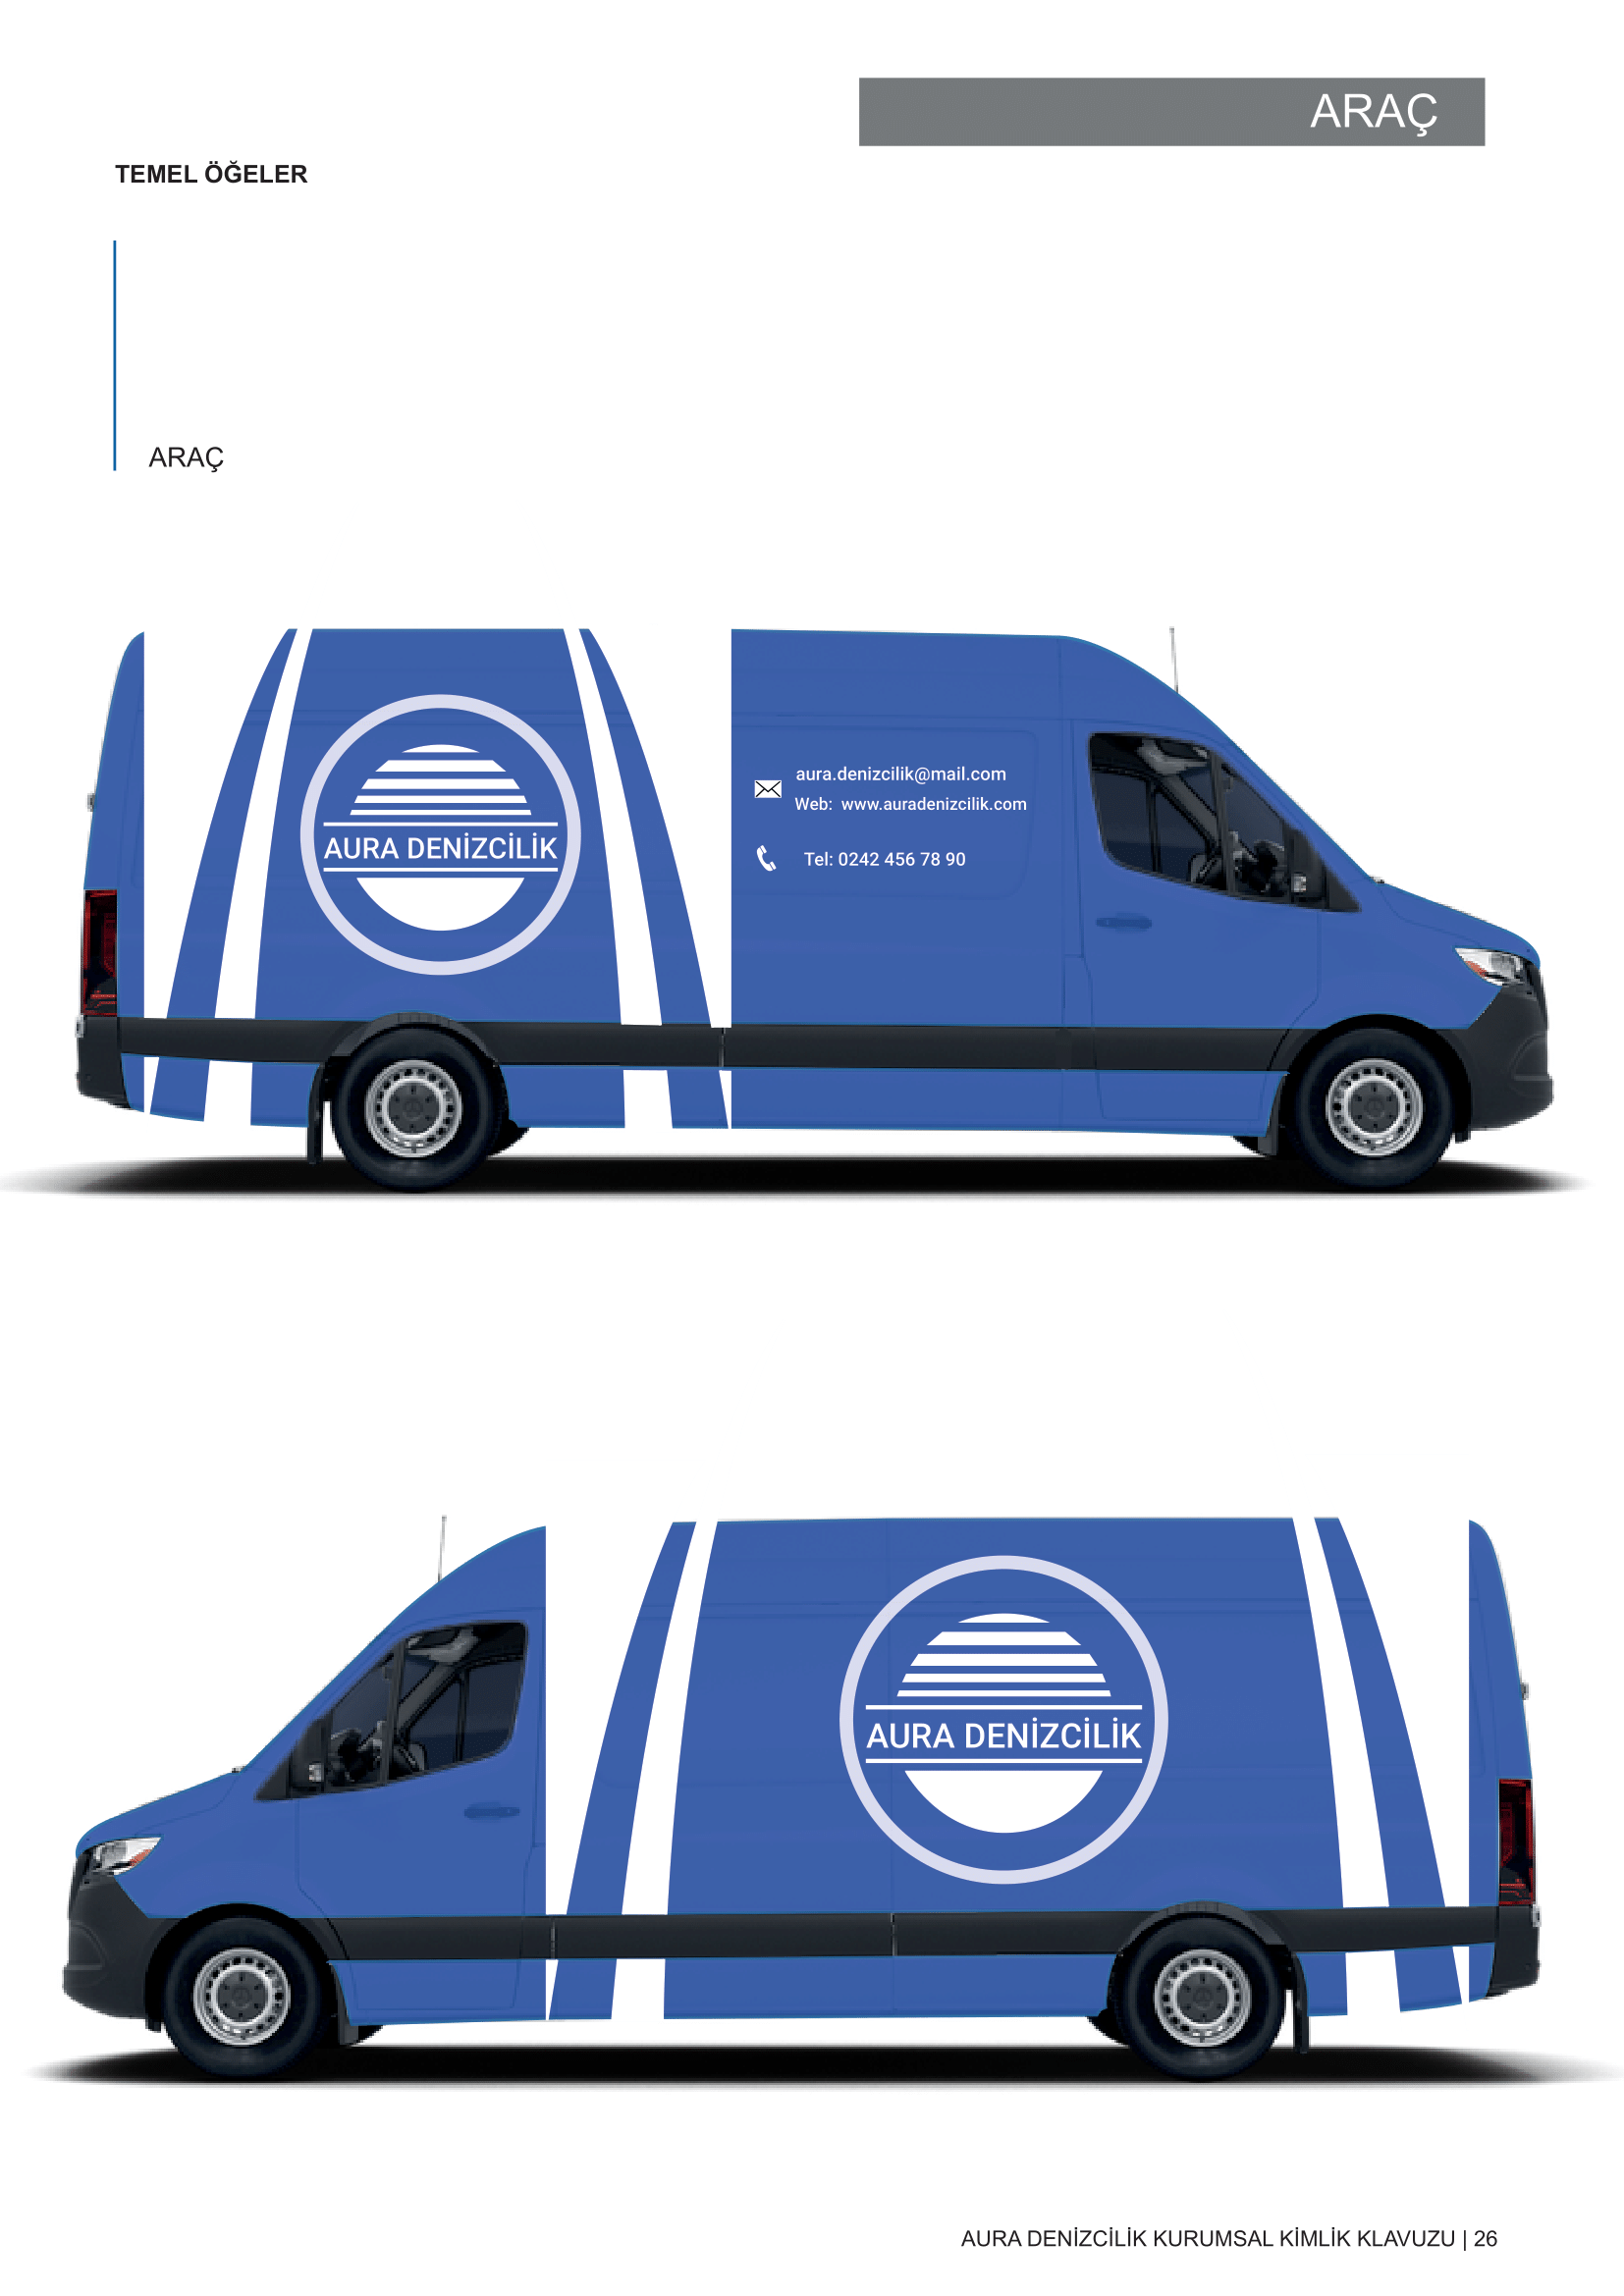 ARAÇ
TEMEL ÖĞELER
ARAÇ
aura.denizcilik@mail.com
Web: www.auradenizcilik.com
AURA DENİZCİLİK
Tel: 0242 456 78 90
AURA DENİZCİLİK
AURA DENİZCİLİK KURUMSAL KİMLİK KLAVUZU | 26